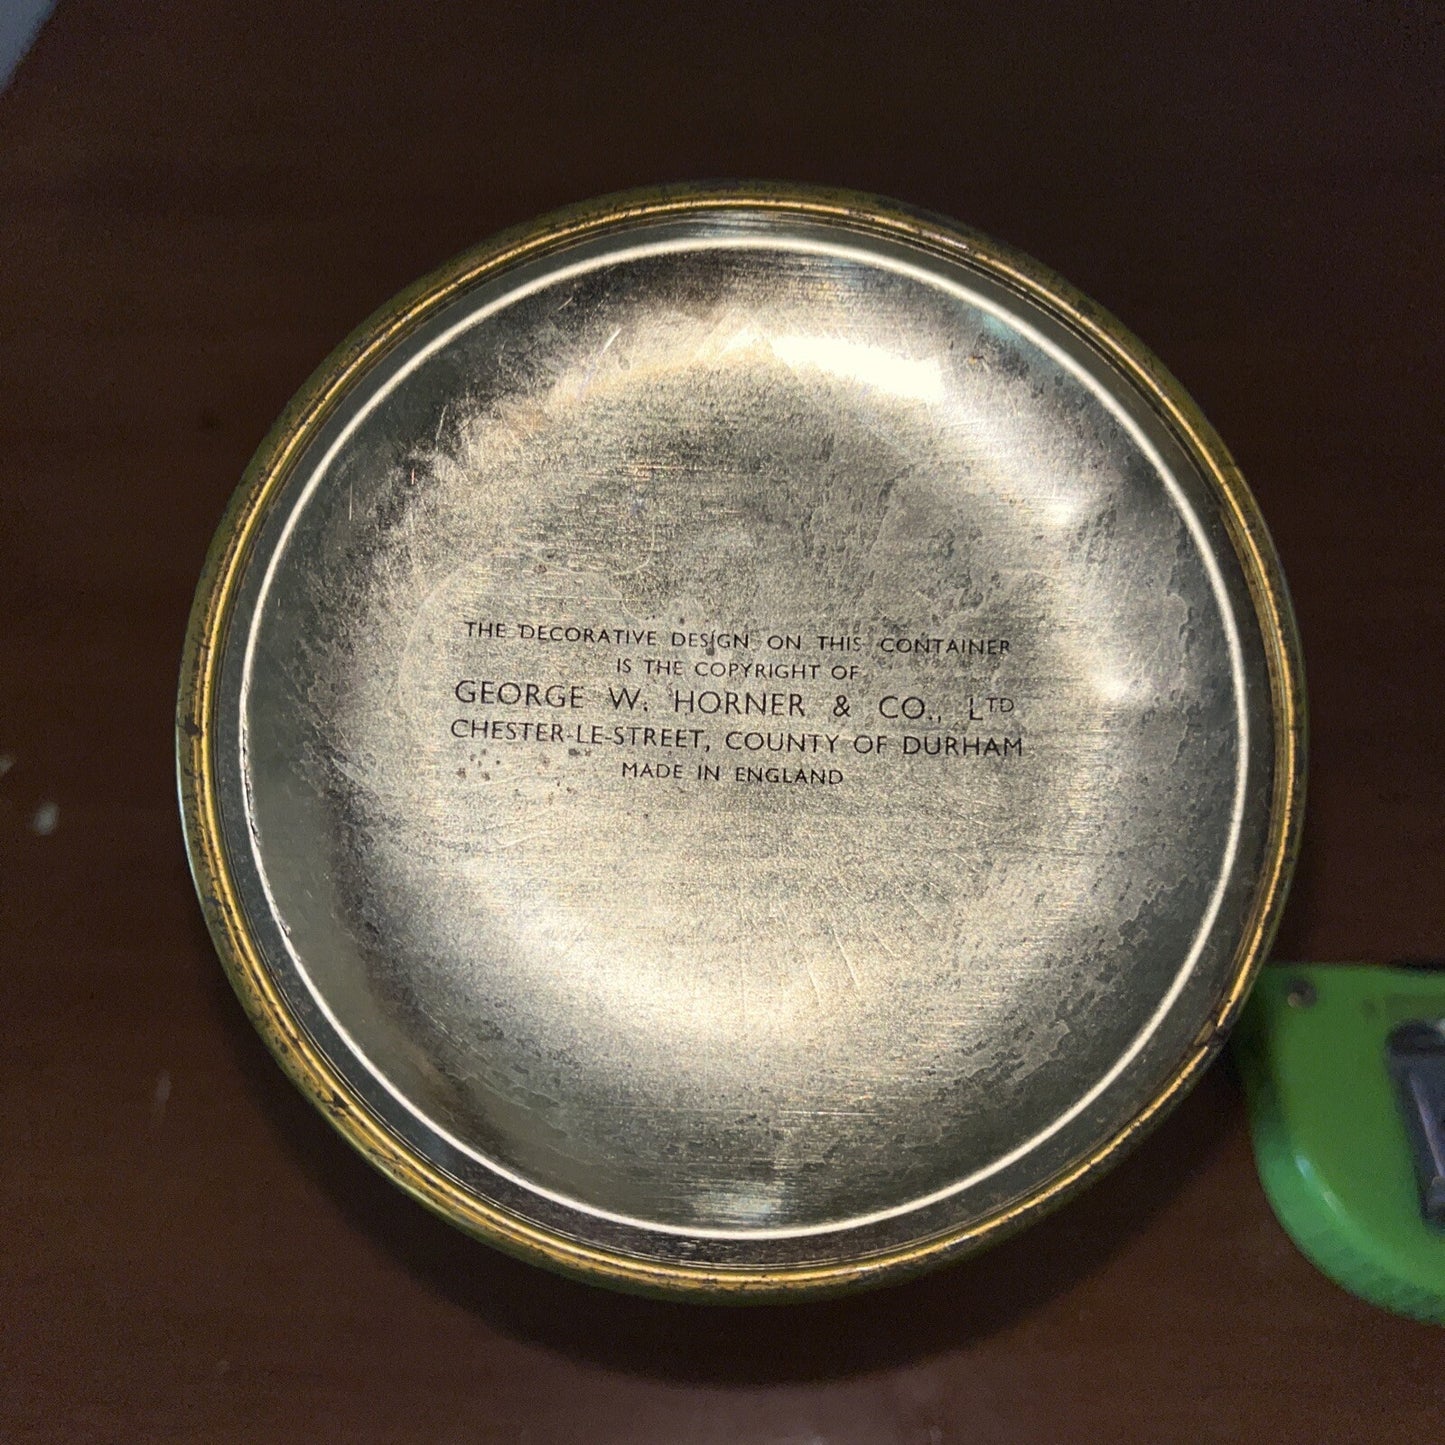 THE DECORATIVE DESIGN ON THIS CONTAINER
IS THE COPYRIGHT OF
GEORGE W. HORNER & CO., LTD
CHESTER-LE-STREET, COUNTY OF DURHAM
MADE IN ENGLAND